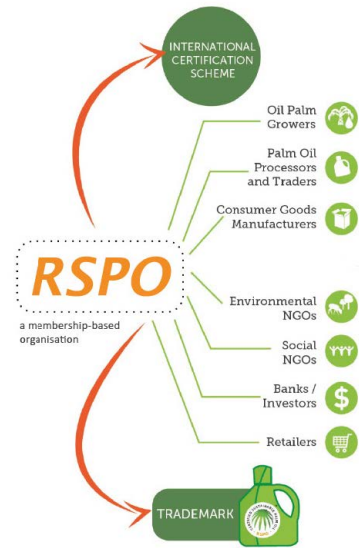 INTERNATIONAL
CERTIFICATION
SCHEME
Oil Palm
Growers
Palm Oil
Processors
and Traders
Consumer Goods
Manufacturers
RSPO
a membership-based
organisation
Environmental
NGOs
Social
NGOs
Banks /
Investors
$
Retailers
TRADEMARK
RSPO